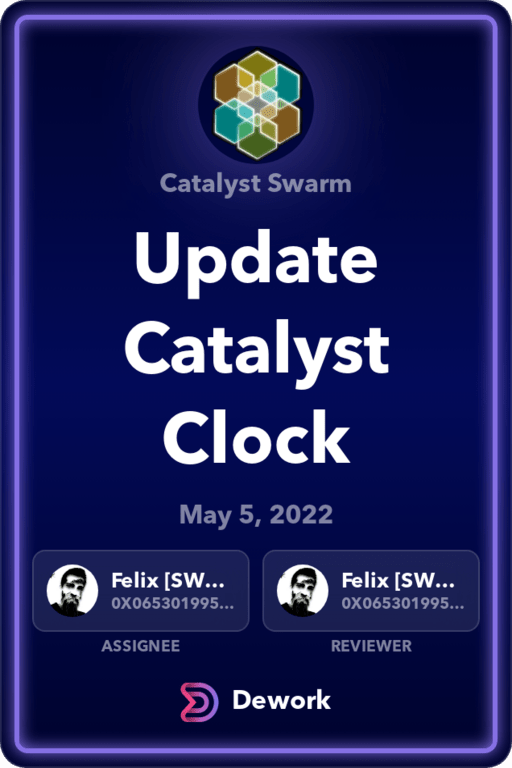 Catalyst Swarm
Update
Catalyst
Clock
May 5, 2022
Felix [SW...
0X065301995...
ASSIGNEE
Felix [SW...
0X065301995...
REVIEWER
Dework